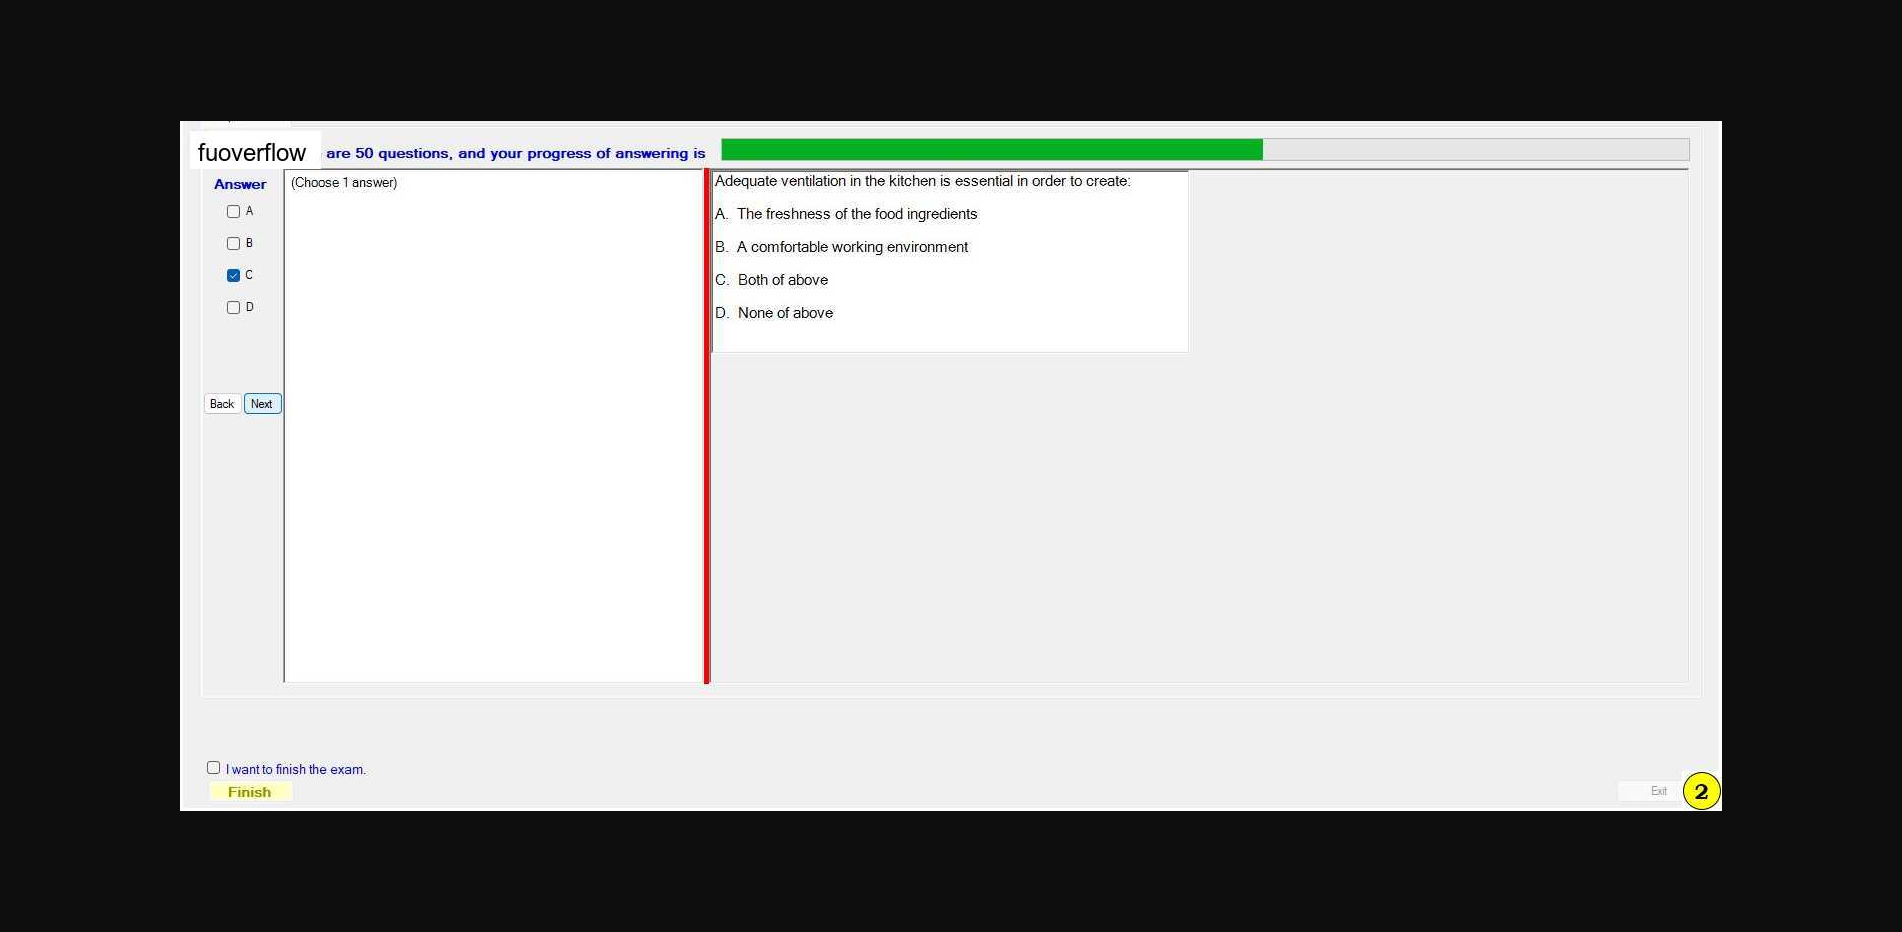 fuoverflow are 50 questions, and your progress of answering is
Answer
(Choose 1 answer)
A
B
C
D
Back Next
Adequate ventilation in the kitchen is essential in order to create:
A. The freshness of the food ingredients
B. A comfortable working environment
C. Both of above
D. None of above
I want to finish the exam.
Finish
Exit
2